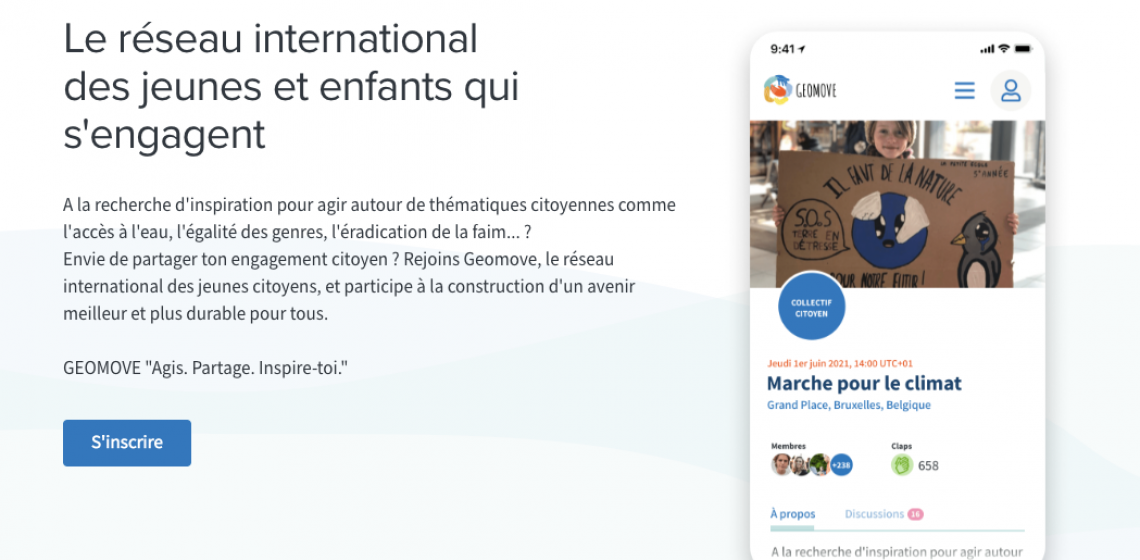 Le réseau international
des jeunes et enfants qui
s'engagent
A la recherche d'inspiration pour agir autour de thématiques citoyennes comme
l'accès à l'eau, l'égalité des genres, l'éradication de la faim... ?
Envie de partager ton engagement citoyen ? Rejoins Geomove, le réseau
international des jeunes citoyens, et participe à la construction d'un avenir
meilleur et plus durable pour tous.
GEOMOVE "Agis. Partage. Inspire-toi."
S'inscrire
9:41
GEOMOVE
LA PETITE ECOLE
5e ANNÉE
IL FAUT DE LA NATURE
S.O.S
TERRE EN
DÉTRESSE
POUR NOTRE FUTUR !
COLLECTIF
CITOYEN
Jeudi 1er juin 2021, 14:00 UTC+01
Marche pour le climat
Grand Place, Bruxelles, Belgique
Membres
+238
Claps
658
À propos
Discussions 16
A la recherche d'inspiration pour agir autour